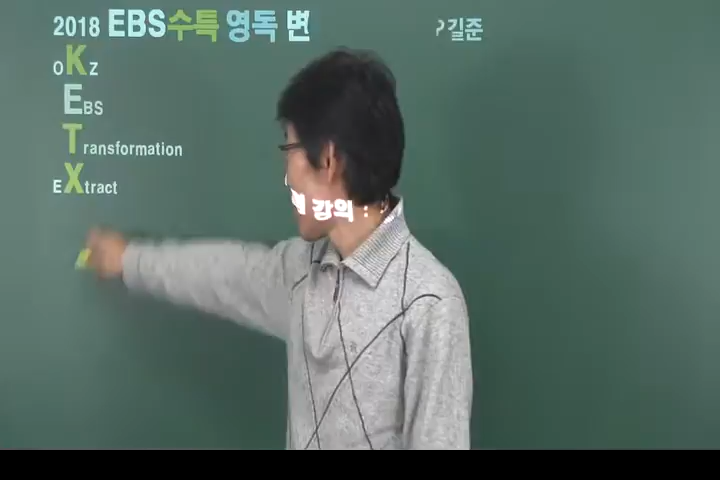 2018 EBS수특 영독 변
길준
OKZ
EBS
Transformation
EXtract
강의 :